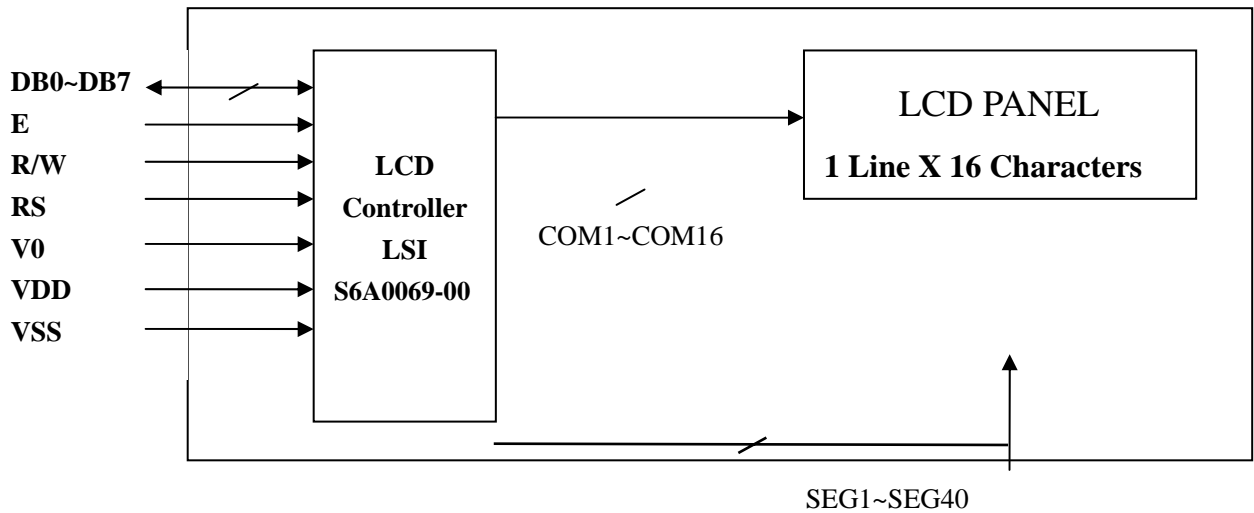 DB0~DB7
E
R/W
RS
V0
VDD
VSS
LCD
Controller
LSI
S6A0069-00
LCD PANEL
1 Line X 16 Characters
COM1~COM16
SEG1~SEG40